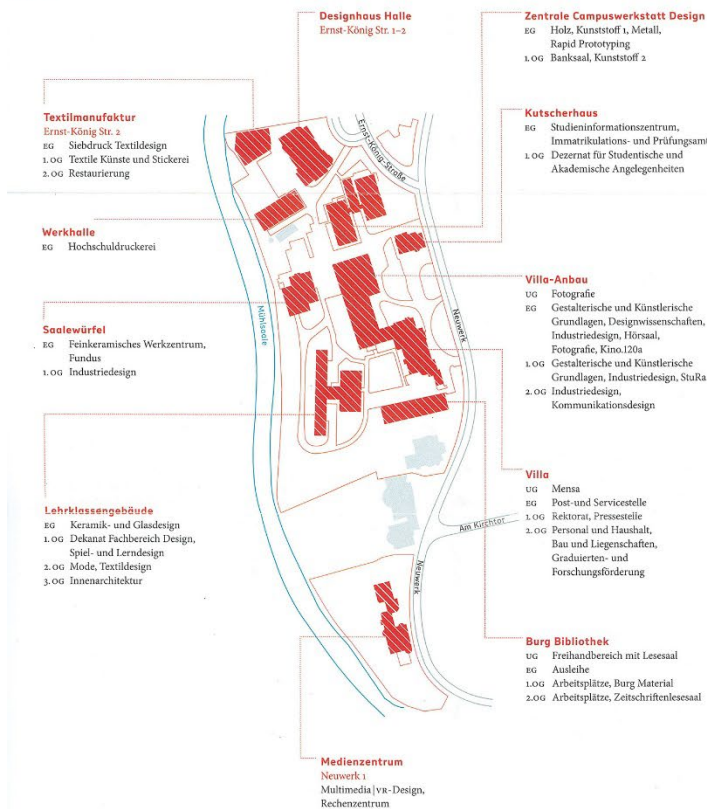 Designhaus Halle
Ernst-König Str. 1–2
Zentrale Campuswerkstatt Design
EG Holz, Kunststoff 1, Metall,
Rapid Prototyping
1. OG Banksaal, Kunststoff 2
Textilmanufaktur
Ernst-König Str. 2
EG Siebdruck Textildesign
1. OG Textile Künste und Stickerei
2. OG Restaurierung
Kutscherhaus
EG Studieninformationszentrum,
Immatrikulations- und Prüfungsamt
1. OG Dezernat für Studentische und
Akademische Angelegenheiten
Ernst-König-Straße
Werkhalle
EG Hochschuldruckerei
Villa-Anbau
UG Fotografie
EG Gestalterische und Künstlerische
Grundlagen, Designwissenschaften,
Industriedesign, Hörsaal,
Fotografie, Kino.120a
1. OG Gestalterische und Künstlerische
Grundlagen, Industriedesign, StuRa
2. OG Industriedesign,
Kommunikationsdesign
Mühlsaale
Neuwerk
Saalewürfel
EG Feinkeramisches Werkzentrum,
Fundus
1. OG Industriedesign
Villa
UG Mensa
EG Post-und Servicestelle
1. OG Rektorat, Pressestelle
2. OG Personal und Haushalt,
Bau und Liegenschaften,
Graduierten- und
Forschungsförderung
Lehrklassengebäude
EG Keramik- und Glasdesign
1. OG Dekanat Fachbereich Design,
Spiel- und Lerndesign
2. OG Mode, Textildesign
3. OG Innenarchitektur
Am Kirchtor
Neuwerk
Burg Bibliothek
UG Freihandbereich mit Lesesaal
EG Ausleihe
1.OG Arbeitsplätze, Burg Material
2.OG Arbeitsplätze, Zeitschriftenlesesaal
Medienzentrum
Neuwerk 1
Multimedia|VR-Design,
Rechenzentrum